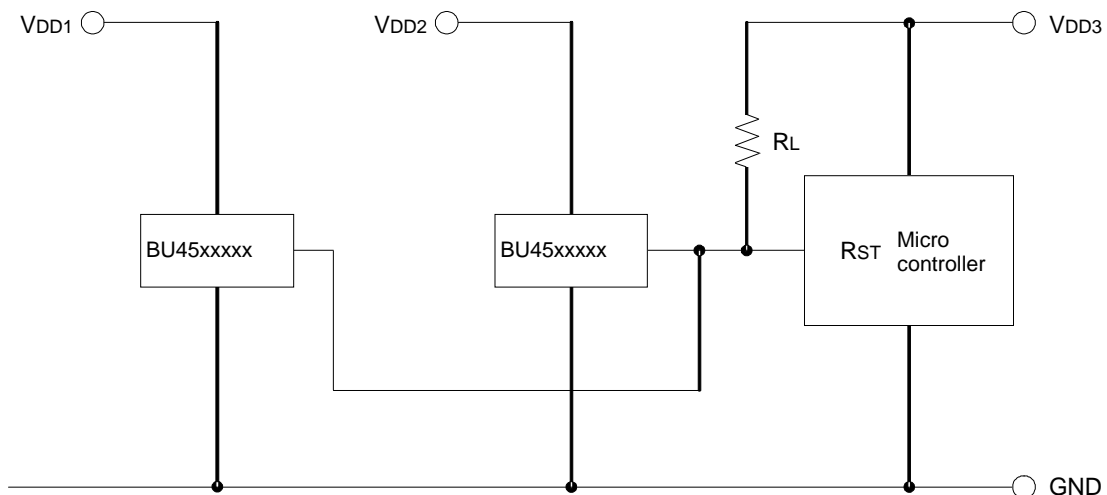 VDD1
VDD2
VDD3
RL
BU45xxxxx
BU45xxxxx
RST
Micro
controller
GND